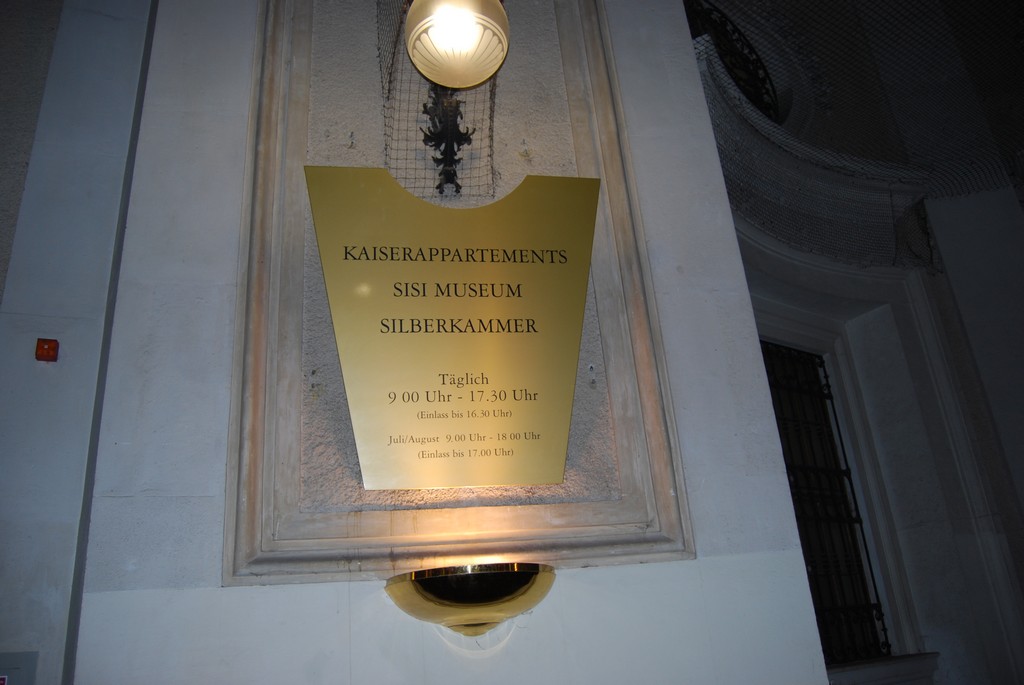 KAISERAPPARTEMENTS
SISI MUSEUM
SILBERKAMMER
Täglich
9 00 Uhr - 17.30 Uhr
(Einlass bis 16.30 Uhr)
Juli/August 9.00 Uhr - 18 00 Uhr
(Einlass bis 17.00 Uhr)